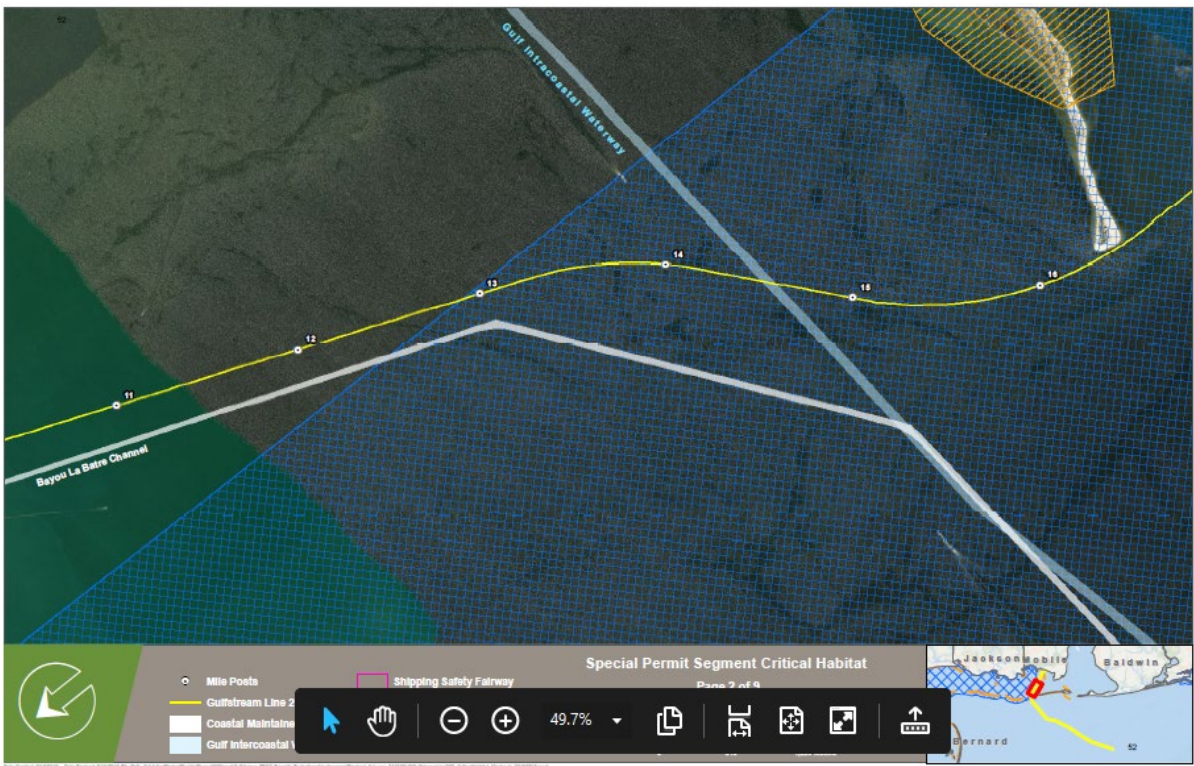 52
Gulf Intracoastal Waterway
14
13
15
16
12
11
Bayou La Batre Channel
Special Permit Segment Critical Habitat
Page 2 of 9
Mile Posts
Shipping Safety Fairway
Gulfstream Line 2
Coastal Maintaine
Gulf Intercoastal
49.7%
Jackson
Mobile
Baldwin
Bernard
52